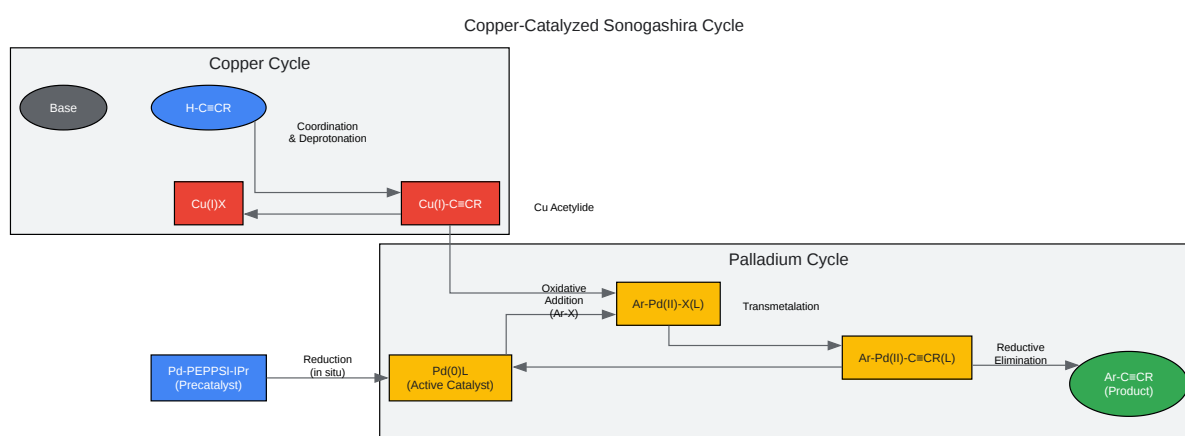 Copper-Catalyzed Sonogashira Cycle
Copper Cycle
Base
H-C≡CR
Coordination
& Deprotonation
Cu(I)X
Cu(I)-C≡CR
Cu Acetylide
Palladium Cycle
Oxidative
Addition
(Ar-X)
Ar-Pd(II)-X(L)
Transmetalation
Ar-Pd(II)-C≡CR(L)
Reductive
Elimination
Pd-PEPPSI-IPr
(Precatalyst)
Reduction
(in situ)
Pd(0)L
(Active Catalyst)
Ar-C≡CR
(Product)